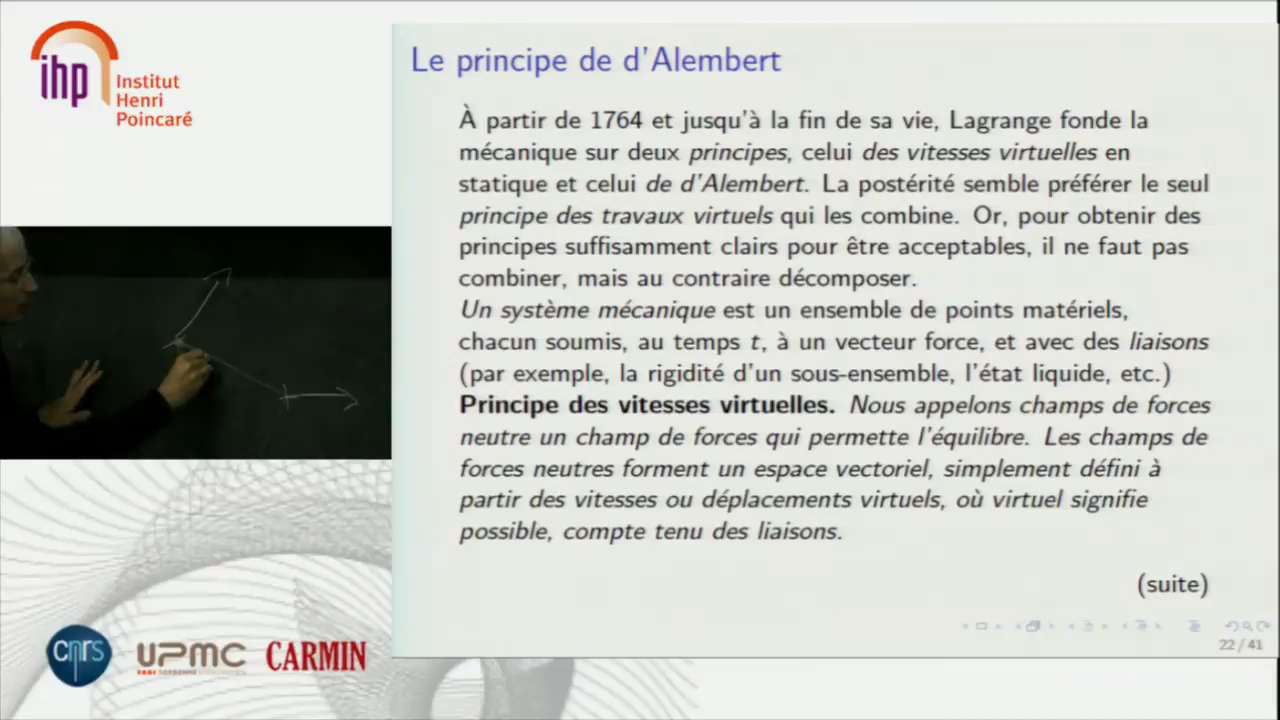 ihp
Institut
Henri
Poincaré
Le principe de d'Alembert
À partir de 1764 et jusqu'à la fin de sa vie, Lagrange fonde la
mécanique sur deux principes, celui des vitesses virtuelles en
statique et celui de d'Alembert. La postérité semble préférer le seul
principe des travaux virtuels qui les combine. Or, pour obtenir des
principes suffisamment clairs pour être acceptables, il ne faut pas
combiner, mais au contraire décomposer.
Un système mécanique est un ensemble de points matériels,
chacun soumis, au temps t, à un vecteur force, et avec des liaisons
(par exemple, la rigidité d'un sous-ensemble, l'état liquide, etc.)
Principe des vitesses virtuelles. Nous appelons champs de forces
neutre un champ de forces qui permette l'équilibre. Les champs de
forces neutres forment un espace vectoriel, simplement défini à
partir des vitesses ou déplacements virtuels, où virtuel signifie
possible, compte tenu des liaisons.
(suite)
22 / 41
cnrs
UPMC
CARMIN